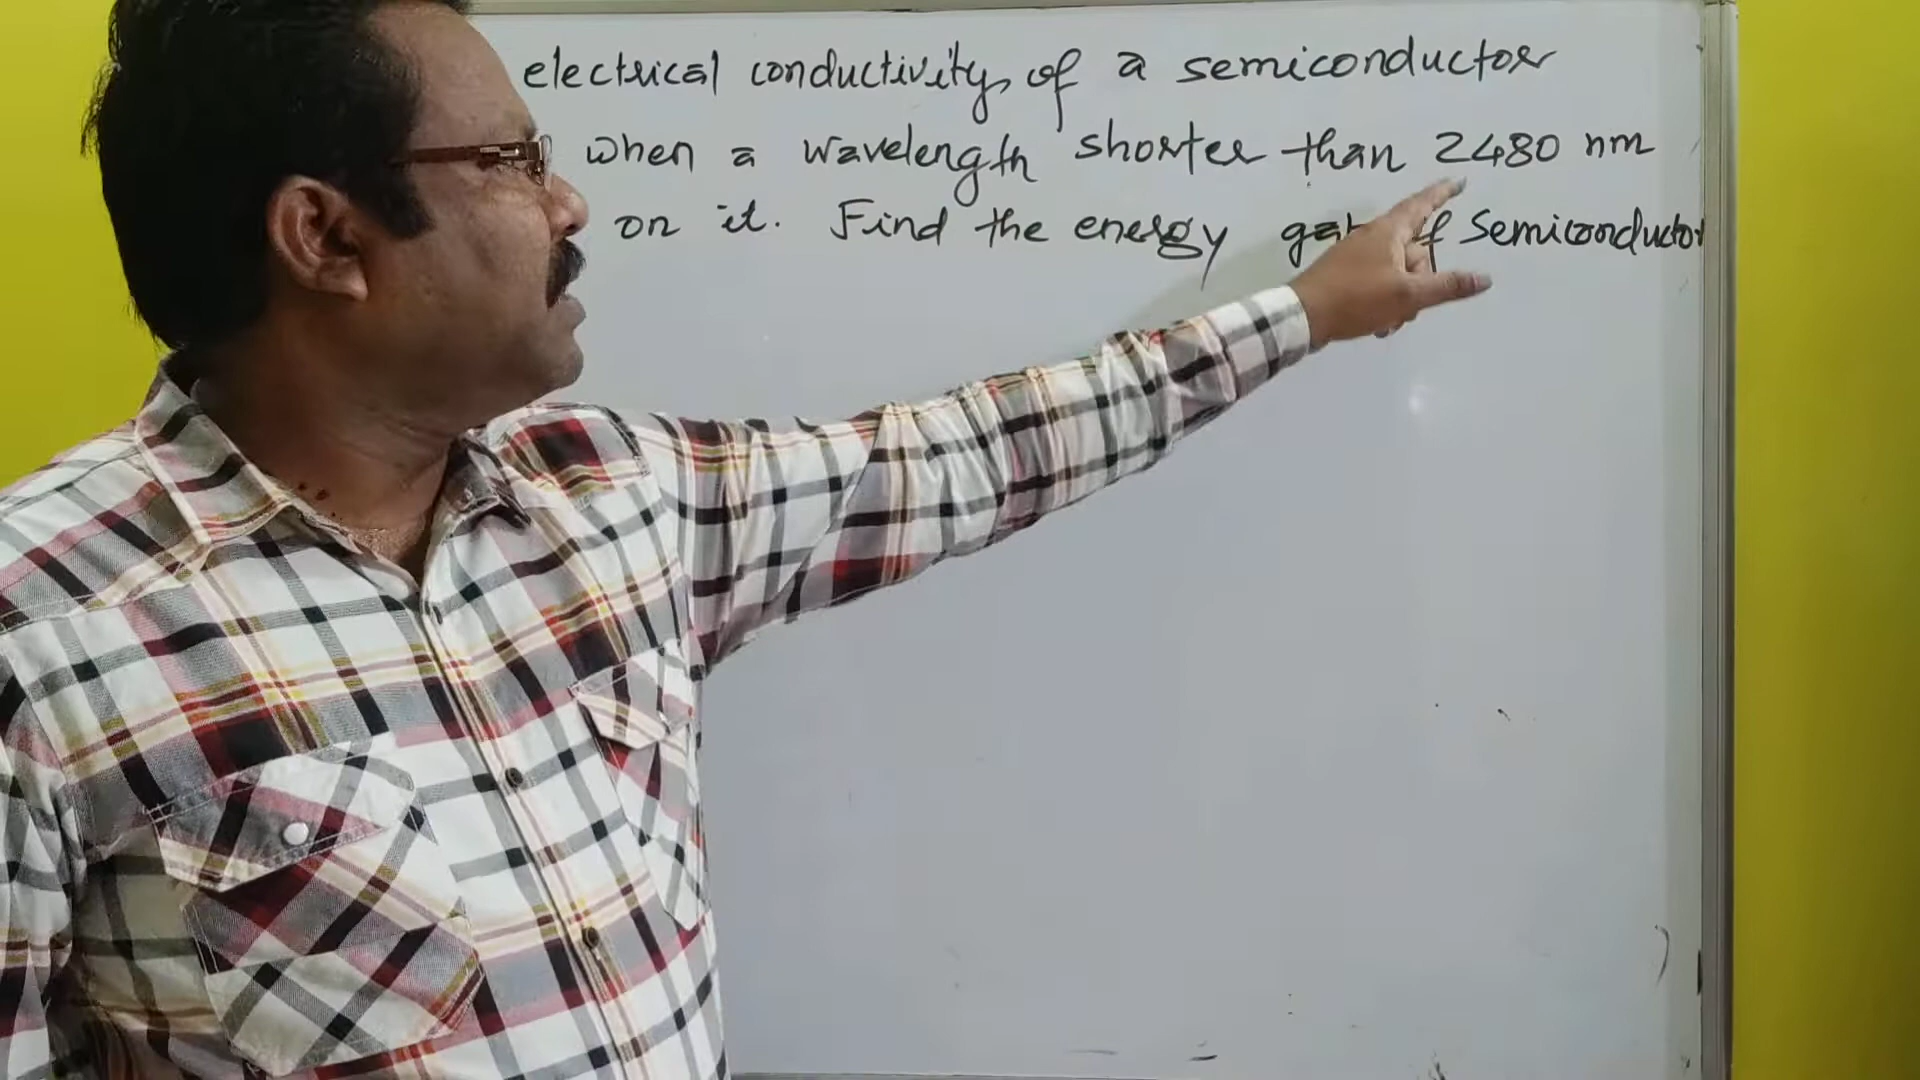 electrical conductivity of a semiconductor
when a wavelength shorter than 2480 nm
on it. Find the energy gap of Semiconductor